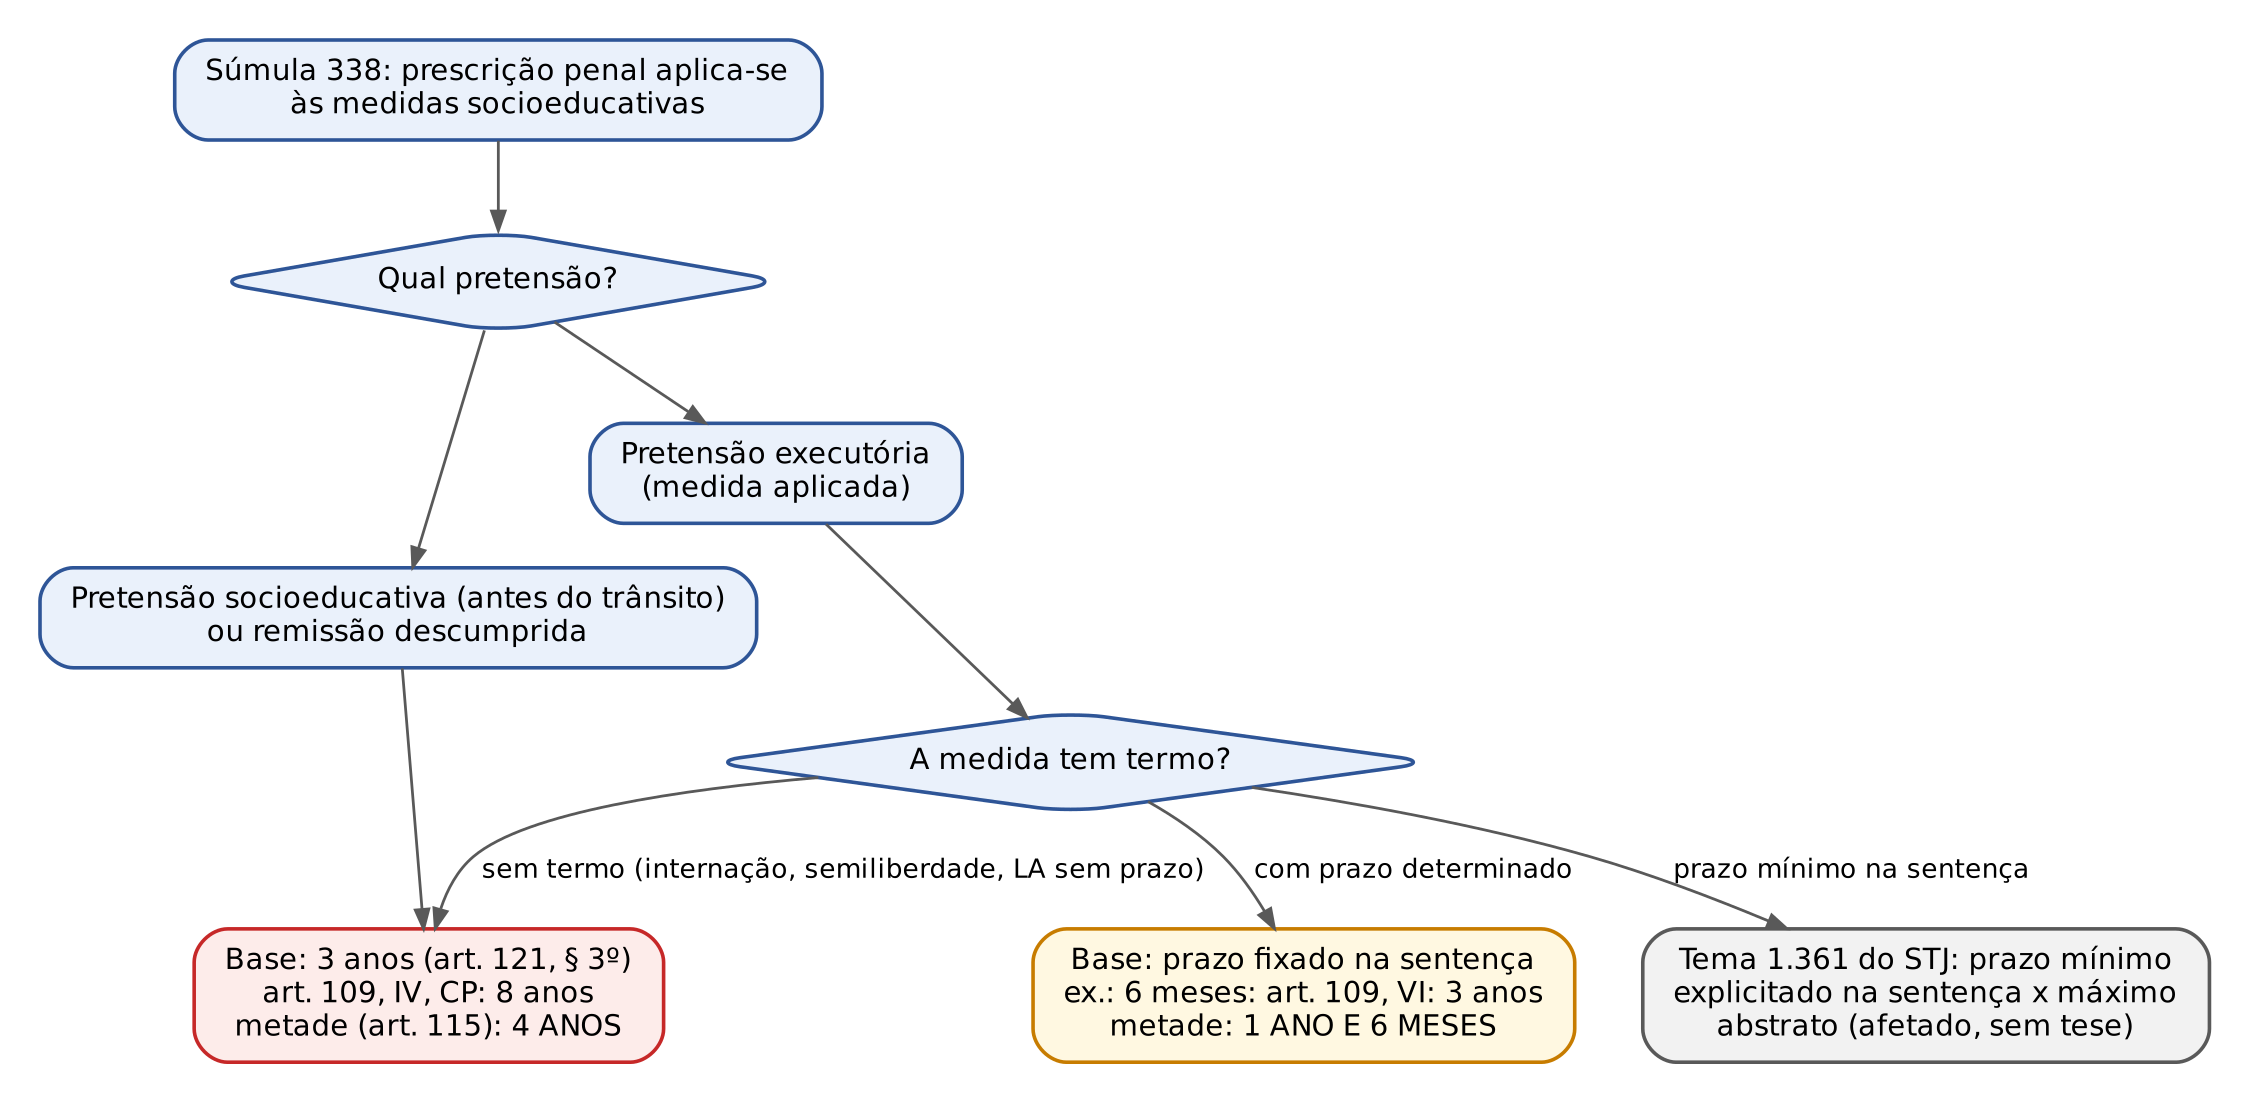 Súmula 338: prescrição penal aplica-se
às medidas socioeducativas
Qual pretensão?
Pretensão executória
(medida aplicada)
Pretensão socioeducativa (antes do trânsito)
ou remissão descumprida
A medida tem termo?
sem termo (internação, semiliberdade, LA sem prazo)
com prazo determinado
prazo mínimo na sentença
Base: 3 anos (art. 121, § 3º)
art. 109, IV, CP: 8 anos
metade (art. 115): 4 ANOS
Base: prazo fixado na sentença
ex.: 6 meses: art. 109, VI: 3 anos
metade: 1 ANO E 6 MESES
Tema 1.361 do STJ: prazo mínimo
explicitado na sentença x máximo
abstrato (afetado, sem tese)